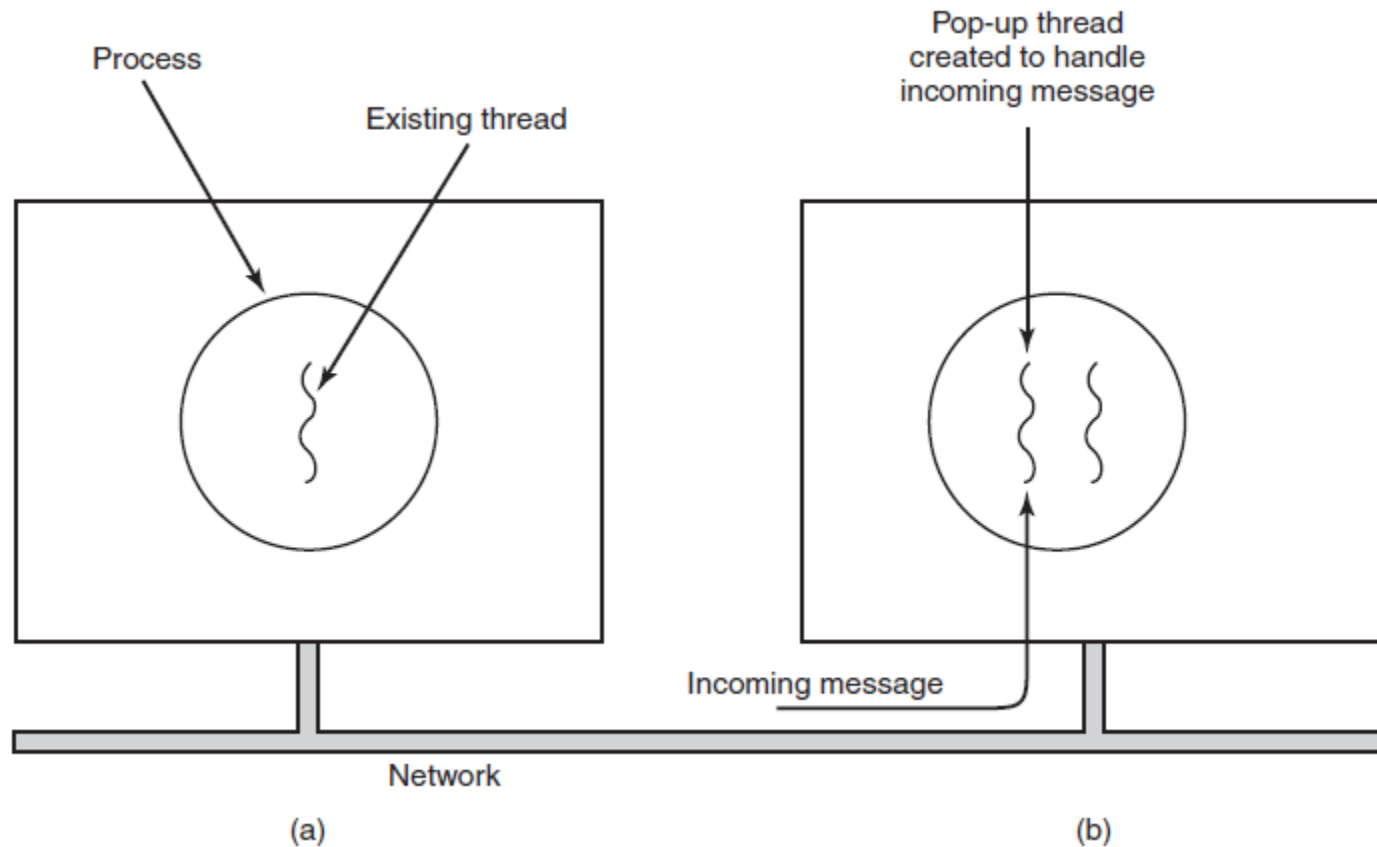 Process
Existing thread
Pop-up thread
created to handle
incoming message
Incoming message
Network
(a)
(b)